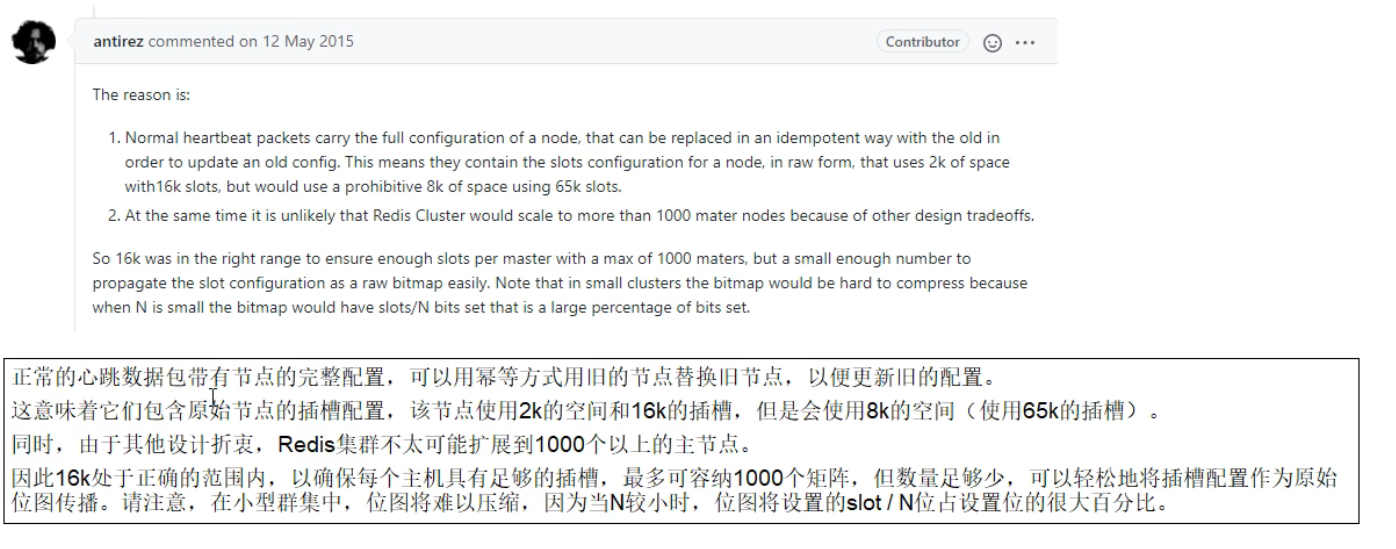 antirez commented on 12 May 2015
Contributor
The reason is:
1. Normal heartbeat packets carry the full configuration of a node, that can be replaced in an idempotent way with the old in
order to update an old config. This means they contain the slots configuration for a node, in raw form, that uses 2k of space
with16k slots, but would use a prohibitive 8k of space using 65k slots.
2. At the same time it is unlikely that Redis Cluster would scale to more than 1000 mater nodes because of other design tradeoffs.
So 16k was in the right range to ensure enough slots per master with a max of 1000 maters, but a small enough number to
propagate the slot configuration as a raw bitmap easily. Note that in small clusters the bitmap would be hard to compress because
when N is small the bitmap would have slots/N bits set that is a large percentage of bits set.
正常的心跳数据包带有节点的完整配置，可以用幂等方式用旧的节点替换旧节点，以便更新旧的配置。
这意味着它们包含原始节点的插槽配置，该节点使用2k的空间和16k的插槽，但是会使用8k的空间（使用65k的插槽）。
同时，由于其他设计折衷，Redis集群不太可能扩展到1000个以上的主节点。
因此16k处于正确的范围内，以确保每个主机具有足够的插槽，最多可容纳1000个矩阵，但数量足够少，可以轻松地将插槽配置作为原始
位图传播。请注意，在小型群集中，位图将难以压缩，因为当N较小时，位图将设置的slot / N位占设置位的很大百分比。